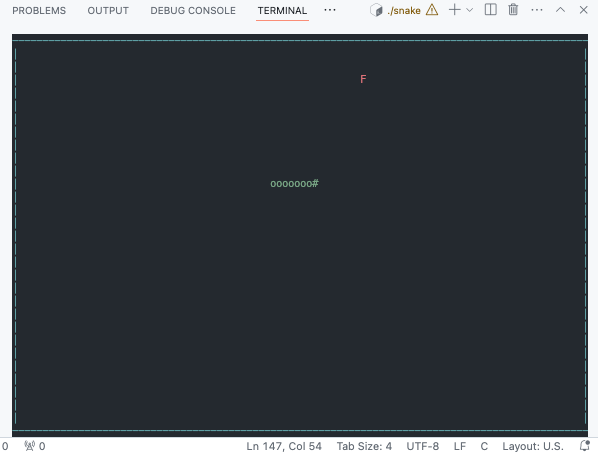 PROBLEMS OUTPUT DEBUG CONSOLE TERMINAL ··· ./snake
F
ooooooo#
0 0 Ln 147, Col 54 Tab Size: 4 UTF-8 LF C Layout: U.S.